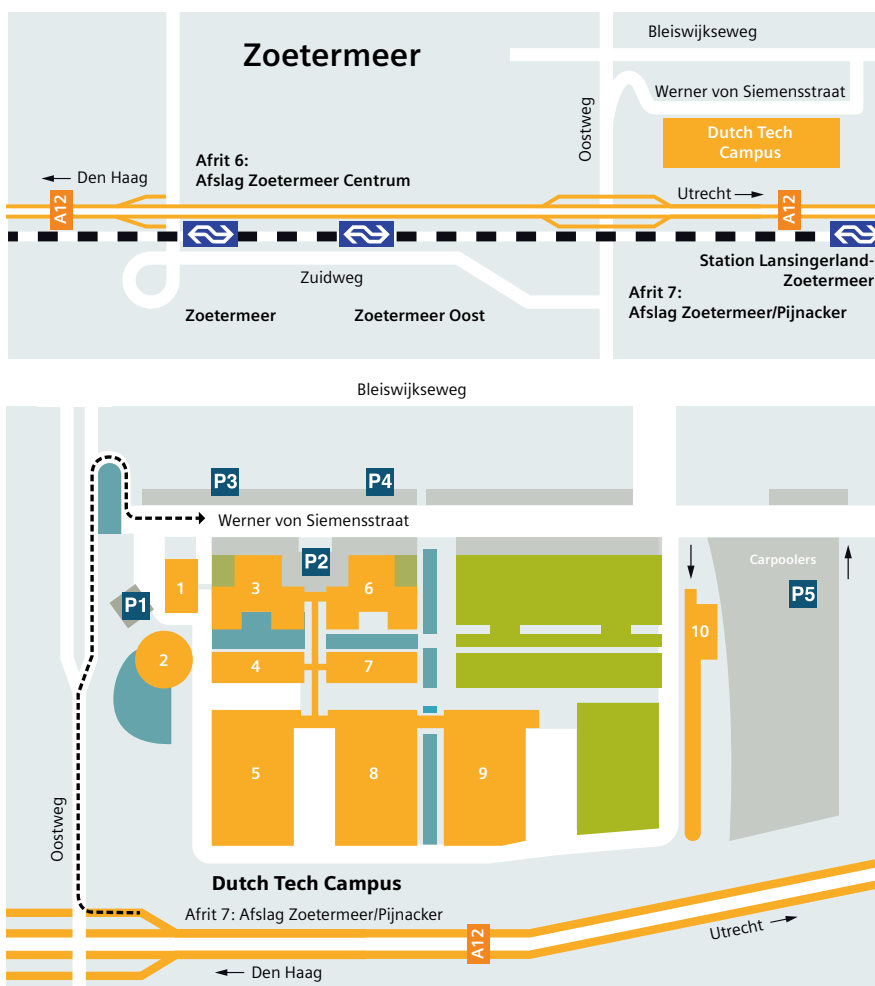 Zoetermeer
Bleiswijkseweg
Werner von Siemensstraat
Oostweg
Dutch Tech
Campus
Afrit 6:
Afslag Zoetermeer Centrum
Den Haag
A12
Utrecht
A12
Station Lansingerland-
Zoetermeer
Zuidweg
Afrit 7:
Afslag Zoetermeer/Pijnacker
Zoetermeer
Zoetermeer Oost
Bleiswijkseweg
P3
P4
Werner von Siemensstraat
P2
Carpoolers
P1
P5
1
3
6
10
2
4
7
5
8
9
Oostweg
Dutch Tech Campus
Afrit 7: Afslag Zoetermeer/Pijnacker
A12
Utrecht
Den Haag